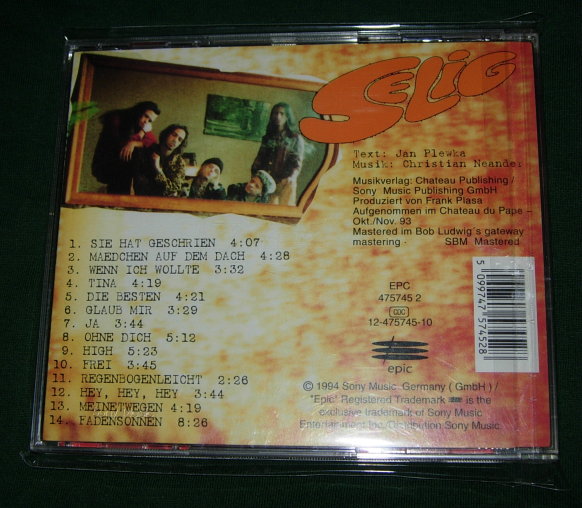 SELIG
Text: Jan Plewka
Musik: Christian Neander
Musikverlag: Chateau Publishing /
Sony Music Publishing GmbH
Produziert von Frank Plasa
Aufgenommen im Chateau du Pape -
Okt./Nov. 93
Mastered im Bob Ludwig's gateway
mastering · SBM Mastered
1. SIE HAT GESCHRIEN 4:07
2. MAEDCHEN AUF DEM DACH 4:28
3. WENN ICH WOLLTE 3:32
4. TINA 4:19
5. DIE BESTEN 4:21
6. GLAUB MIR 3:29
7. JA 3:44
8. OHNE DICH 5:12
9. HIGH 5:23
10. FREI 3:45
11. REGENBOGENLEICHT 2:26
12. HEY, HEY, HEY 3:44
13. MEINETWEGEN 4:19
14. FADENSONNEN 8:26
EPC
475745 2
12-475745-10
epic
5 099747 574528
© 1994 Sony Music Germany ( GmbH ) /
"Epic" Registered Trademark is the
exclusive trademark of Sony Music
Entertainment Inc./Distribution Sony Music